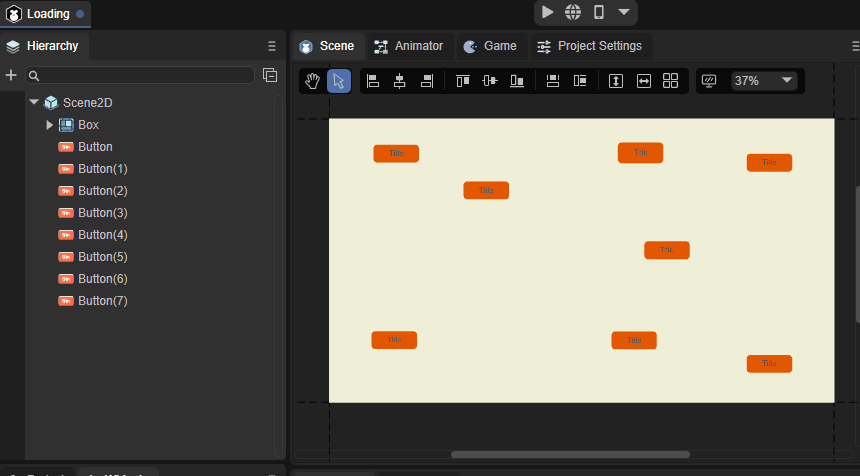 Loading
Hierarchy
Scene
Animator
Game
Project Settings
37%
Scene2D
Box
Button
Button(1)
Button(2)
Button(3)
Button(4)
Button(5)
Button(6)
Button(7)
Title
Title
Title
Title
Title
Title
Title
Title